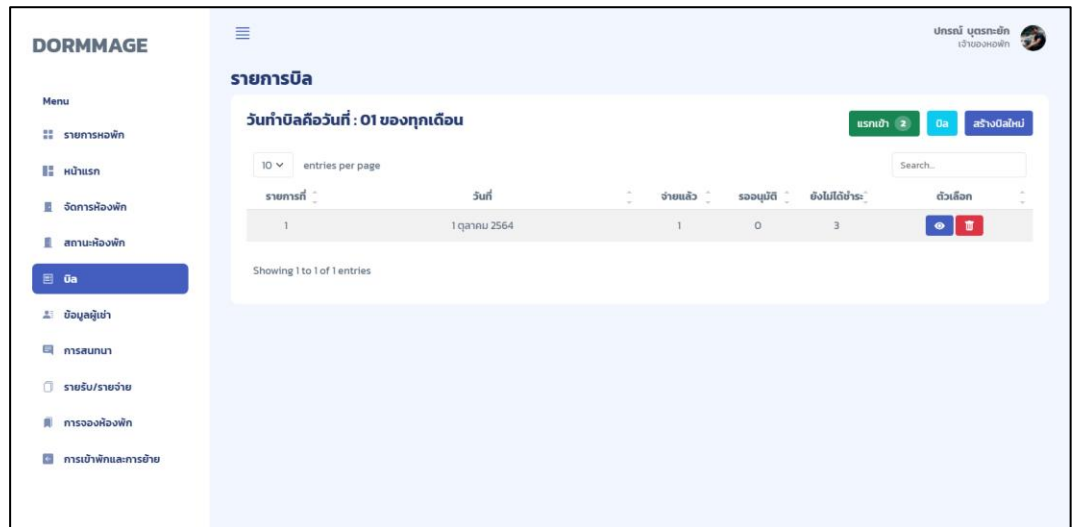 DORMMAGE
Menu
รายการหอพัก
หน้าแรก
จัดการห้องพัก
สถานะห้องพัก
บิล
ข้อมูลผู้เช่า
การสนทนา
รายรับ/รายจ่าย
การจองห้องพัก
การเข้าพักและการย้าย
ปกรณ์ บุตรทะยัก
เจ้าของหอพัก
รายการบิล
วันทำบิลคือวันที่ : 01 ของทุกเดือน
แรกเข้า 2 บิล สร้างบิลใหม่
10 entries per page Search..
รายการที่ วันที่ จ่ายแล้ว รออนุมัติ ยังไม่ได้ชำระ ตัวเลือก
1 1 ตุลาคม 2564 1 0 3
Showing 1 to 1 of 1 entries